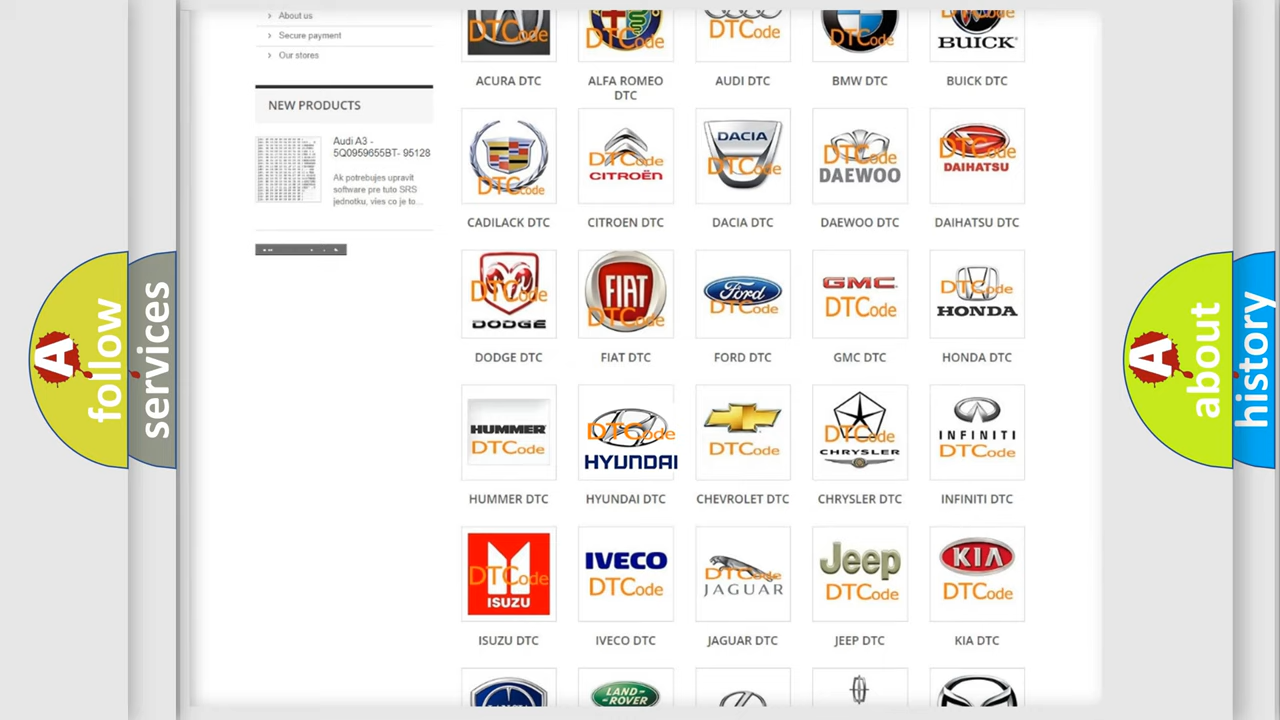 About us
Secure payment
Our stores
NEW PRODUCTS
Audi A3 -
5Q0959655BT- 95128
Ak potrebujes upravit
software pre tuto SRS
jednotku, vies co je to...
DTCode
DTCode
DTCode
DTCode
BUICK
ACURA DTC
ALFA ROMEO
DTC
AUDI DTC
BMW DTC
BUICK DTC
DTCode
DTCode
CITROËN
DACIA
DTCode
DTCode
DAEWOO
DTCode
DAIHATSU
CADILACK DTC
CITROEN DTC
DACIA DTC
DAEWOO DTC
DAIHATSU DTC
DTCode
DODGE
FIAT
DTCode
Ford
DTCode
GMC
DTCode
DTCode
HONDA
DODGE DTC
FIAT DTC
FORD DTC
GMC DTC
HONDA DTC
HUMMER
DTCode
DTCode
HYUNDAI
DTCode
DTCode
CHRYSLER
INFINITI
DTCode
HUMMER DTC
HYUNDAI DTC
CHEVROLET DTC
CHRYSLER DTC
INFINITI DTC
DTCode
ISUZU
IVECO
DTCode
DTCode
JAGUAR
Jeep
DTCode
KIA
DTCode
ISUZU DTC
IVECO DTC
JAGUAR DTC
JEEP DTC
KIA DTC
LAND-
ROVER
A
follow
services
A
about
history